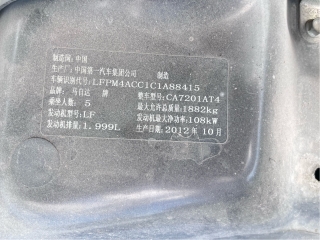 制造国:中国
生产厂:中国第一汽车集团公司 制造
车辆识别代号:LFPM4ACC1C1A88415
品牌:马自达 牌 整车型号:CA7201AT4
乘坐人数:5 最大允许总质量:1882kg
发动机型号:LF 发动机最大净功率:108kW
发动机排量:1.999L 2012年10月